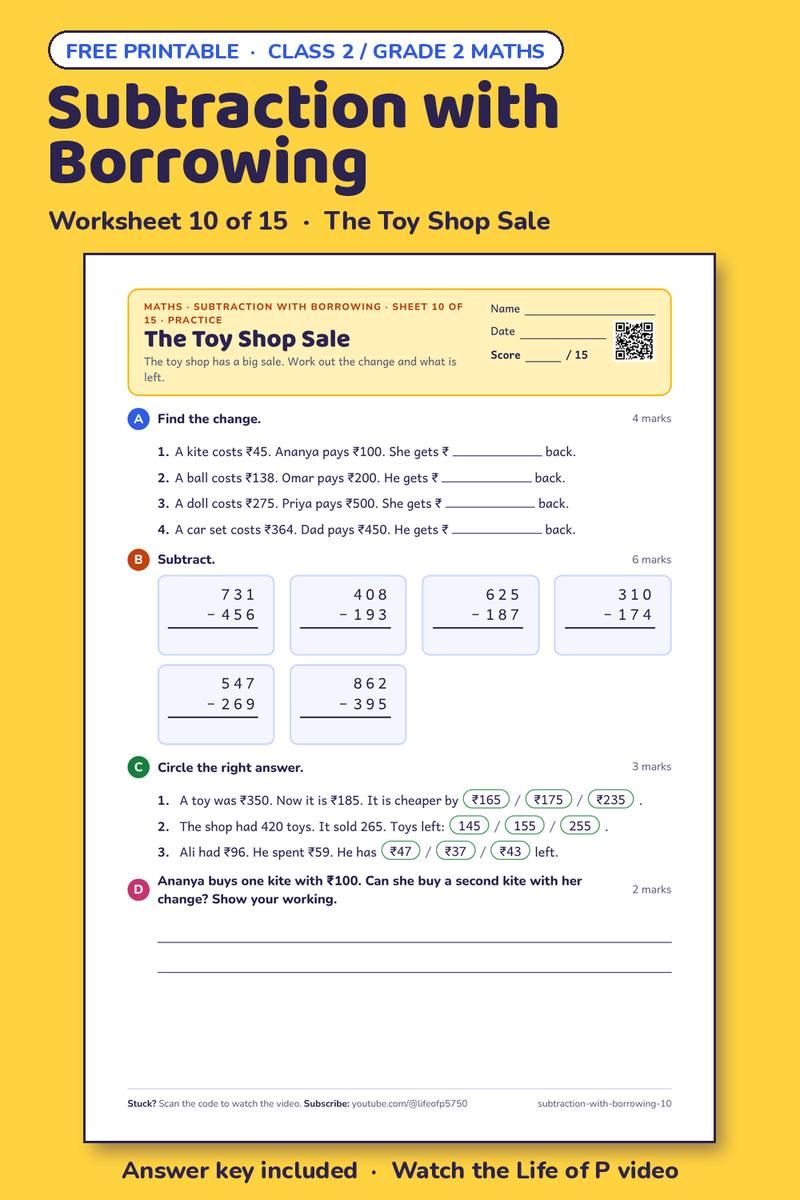 FREE PRINTABLE · CLASS 2 / GRADE 2 MATHS
Subtraction with
Borrowing
Worksheet 10 of 15 · The Toy Shop Sale
MATHS · SUBTRACTION WITH BORROWING · SHEET 10 OF
15 · PRACTICE
The Toy Shop Sale
The toy shop has a big sale. Work out the change and what is
left.
Name ____________________
Date ______________
Score ______ / 15
A Find the change. 4 marks
1. A kite costs ₹45. Ananya pays ₹100. She gets ₹ ______________ back.
2. A ball costs ₹138. Omar pays ₹200. He gets ₹ ______________ back.
3. A doll costs ₹275. Priya pays ₹500. She gets ₹ ______________ back.
4. A car set costs ₹364. Dad pays ₹450. He gets ₹ ______________ back.
B Subtract. 6 marks
731 408 625 310
− 456 − 193 − 187 − 174
547 862
− 269 − 395
C Circle the right answer. 3 marks
1. A toy was ₹350. Now it is ₹185. It is cheaper by ₹165 / ₹175 / ₹235 .
2. The shop had 420 toys. It sold 265. Toys left: 145 / 155 / 255 .
3. Ali had ₹96. He spent ₹59. He has ₹47 / ₹37 / ₹43 left.
D Ananya buys one kite with ₹100. Can she buy a second kite with her 2 marks
change? Show your working.
Stuck? Scan the code to watch the video. Subscribe: youtube.com/@lifeofp5750 subtraction-with-borrowing-10
Answer key included · Watch the Life of P video